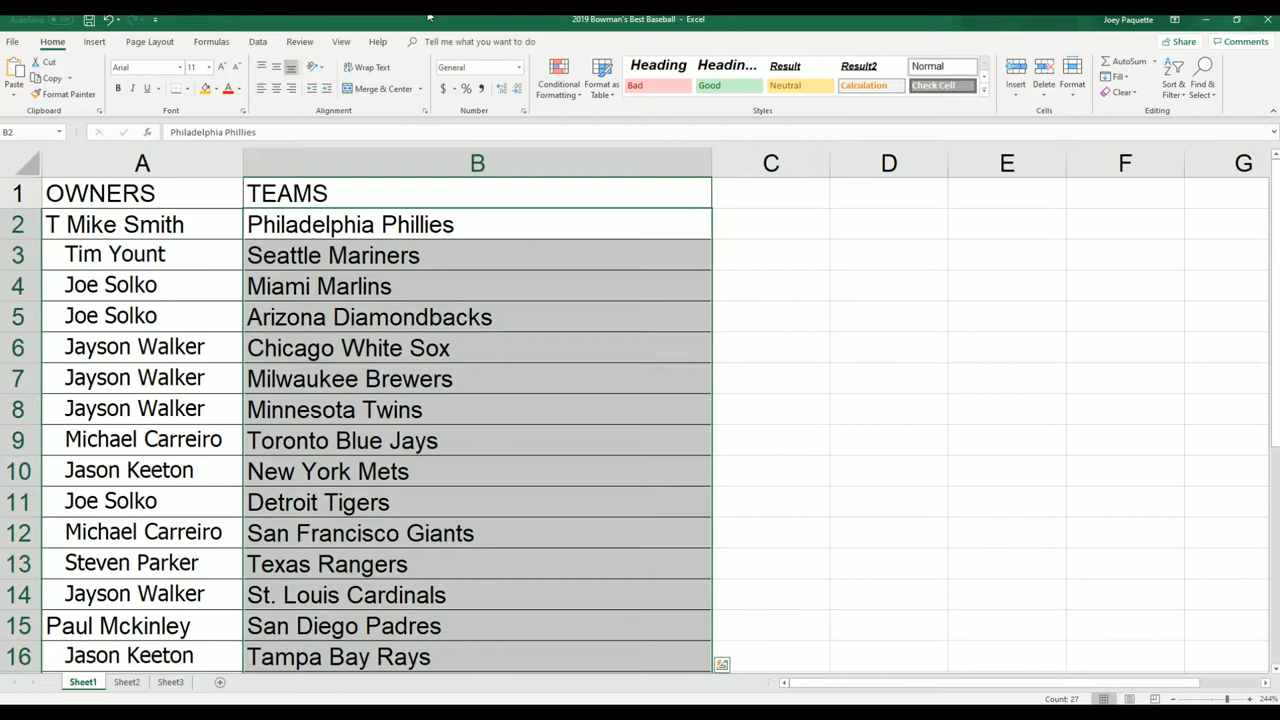 AutoSave 2019 Bowman's Best Baseball - Excel Joey Paquette
File Home Insert Page Layout Formulas Data Review View Help Tell me what you want to do Share Comments
Cut Arial 11 Wrap Text General Heading Headin... Result Result2 Normal AutoSum
Copy Fill
Paste Format Painter B I U Merge & Center $ % Conditional Formatting Format as Table Bad Good Neutral Calculation Check Cell Insert Delete Format Clear Sort & Filter Find & Select
Clipboard Font Alignment Number Styles Cells Editing
B2 fx Philadelphia Phillies
A B C D E F G
1 OWNERS TEAMS
2 T Mike Smith Philadelphia Phillies
3 Tim Yount Seattle Mariners
4 Joe Solko Miami Marlins
5 Joe Solko Arizona Diamondbacks
6 Jayson Walker Chicago White Sox
7 Jayson Walker Milwaukee Brewers
8 Jayson Walker Minnesota Twins
9 Michael Carreiro Toronto Blue Jays
10 Jason Keeton New York Mets
11 Joe Solko Detroit Tigers
12 Michael Carreiro San Francisco Giants
13 Steven Parker Texas Rangers
14 Jayson Walker St. Louis Cardinals
15 Paul Mckinley San Diego Padres
16 Jason Keeton Tampa Bay Rays
Sheet1 Sheet2 Sheet3
Count: 27 244%